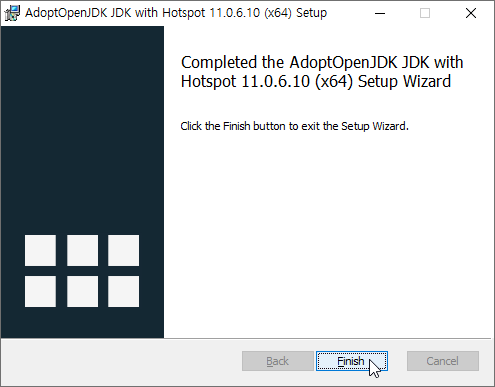 AdoptOpenJDK JDK with Hotspot 11.0.6.10 (x64) Setup
Completed the AdoptOpenJDK JDK with
Hotspot 11.0.6.10 (x64) Setup Wizard
Click the Finish button to exit the Setup Wizard.
Back
Finish
Cancel